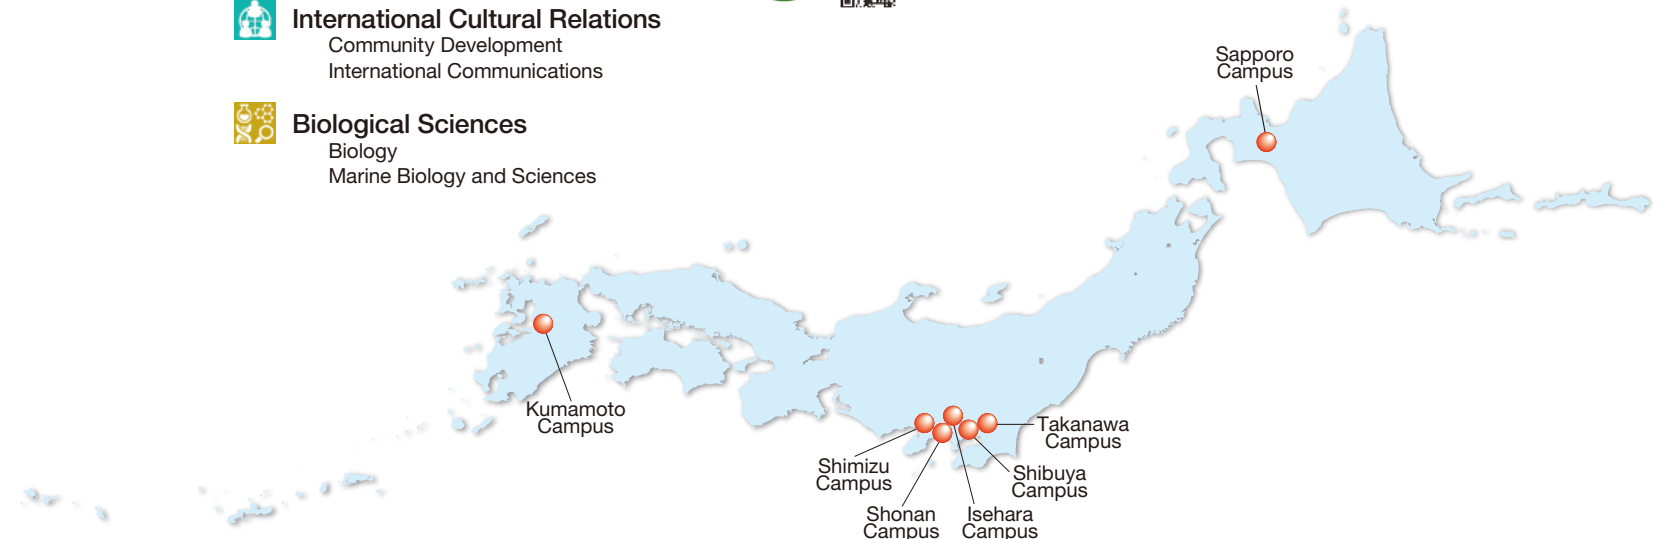 International Cultural Relations
Community Development
International Communications
Biological Sciences
Biology
Marine Biology and Sciences
Sapporo
Campus
Kumamoto
Campus
Takanawa
Campus
Shimizu
Campus
Shibuya
Campus
Shonan
Campus
Isehara
Campus